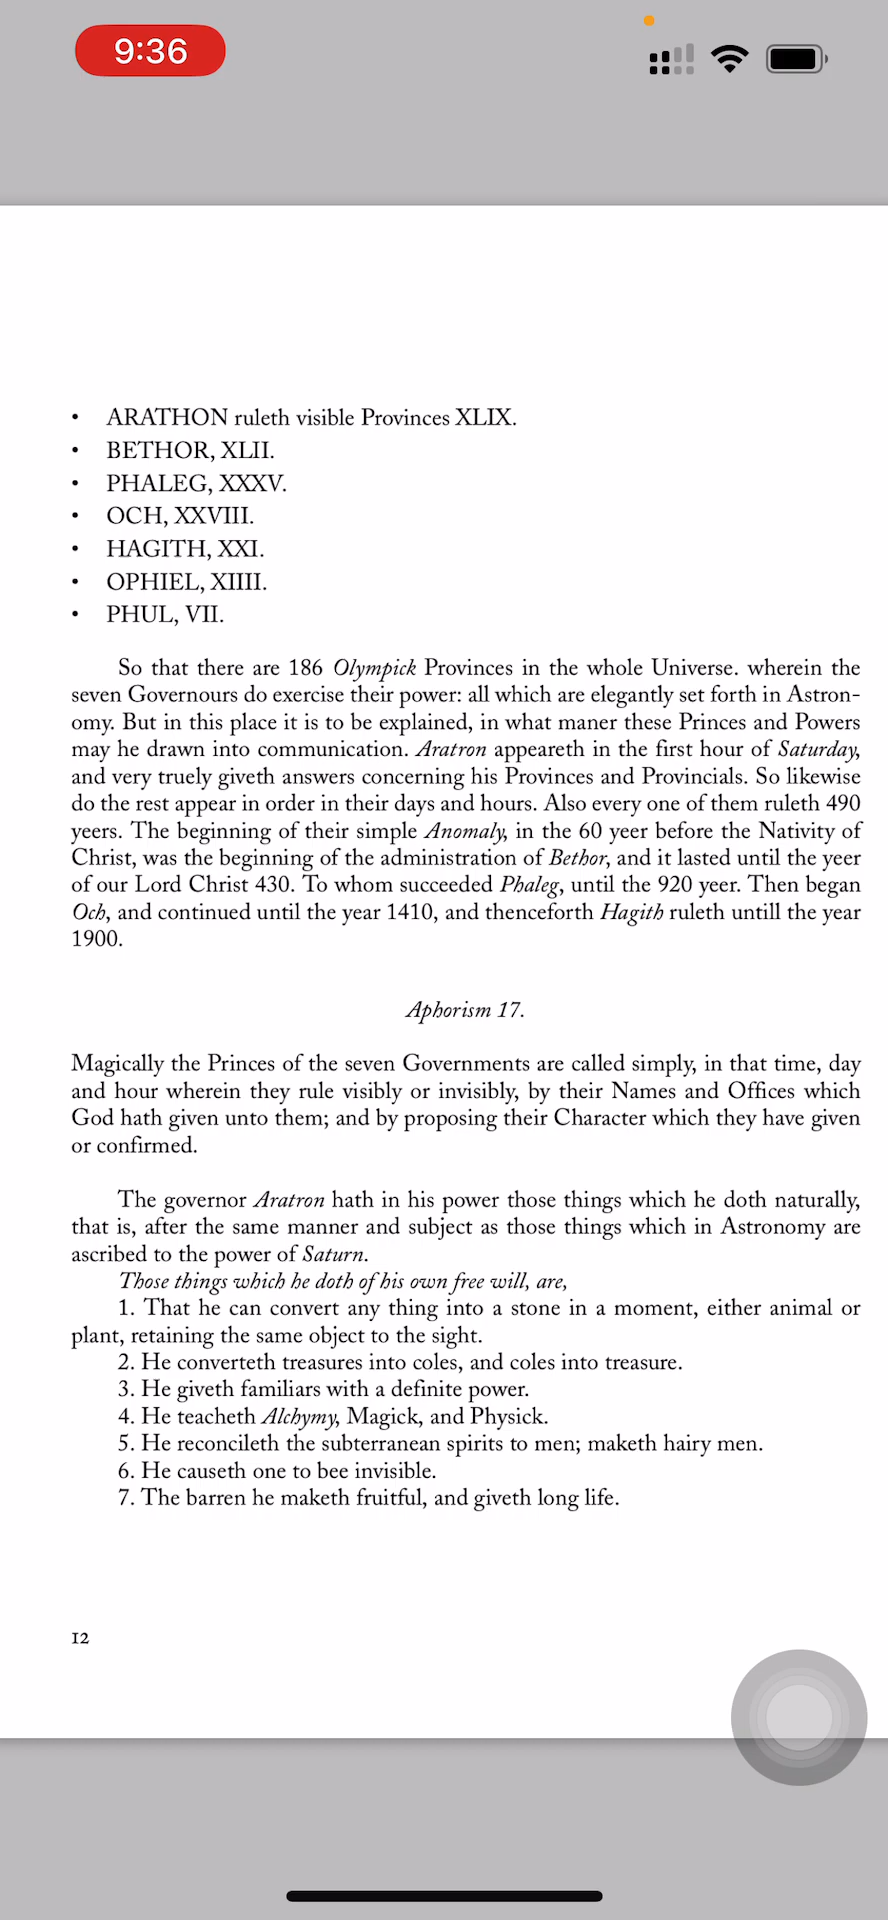 9:36
• ARATHON ruleth visible Provinces XLIX.
• BETHOR, XLII.
• PHALEG, XXXV.
• OCH, XXVIII.
• HAGITH, XXI.
• OPHIEL, XIIII.
• PHUL, VII.
So that there are 186 Olympick Provinces in the whole Universe. wherein the
seven Governours do exercise their power: all which are elegantly set forth in Astron-
omy. But in this place it is to be explained, in what maner these Princes and Powers
may he drawn into communication. Aratron appeareth in the first hour of Saturday,
and very truely giveth answers concerning his Provinces and Provincials. So likewise
do the rest appear in order in their days and hours. Also every one of them ruleth 490
yeers. The beginning of their simple Anomaly, in the 60 yeer before the Nativity of
Christ, was the beginning of the administration of Bethor, and it lasted until the yeer
of our Lord Christ 430. To whom succeeded Phaleg, until the 920 yeer. Then began
Och, and continued until the year 1410, and thenceforth Hagith ruleth untill the year
1900.
Aphorism 17.
Magically the Princes of the seven Governments are called simply, in that time, day
and hour wherein they rule visibly or invisibly, by their Names and Offices which
God hath given unto them; and by proposing their Character which they have given
or confirmed.
The governor Aratron hath in his power those things which he doth naturally,
that is, after the same manner and subject as those things which in Astronomy are
ascribed to the power of Saturn.
Those things which he doth of his own free will, are,
1. That he can convert any thing into a stone in a moment, either animal or
plant, retaining the same object to the sight.
2. He converteth treasures into coles, and coles into treasure.
3. He giveth familiars with a definite power.
4. He teacheth Alchymy, Magick, and Physick.
5. He reconcileth the subterranean spirits to men; maketh hairy men.
6. He causeth one to bee invisible.
7. The barren he maketh fruitful, and giveth long life.
12